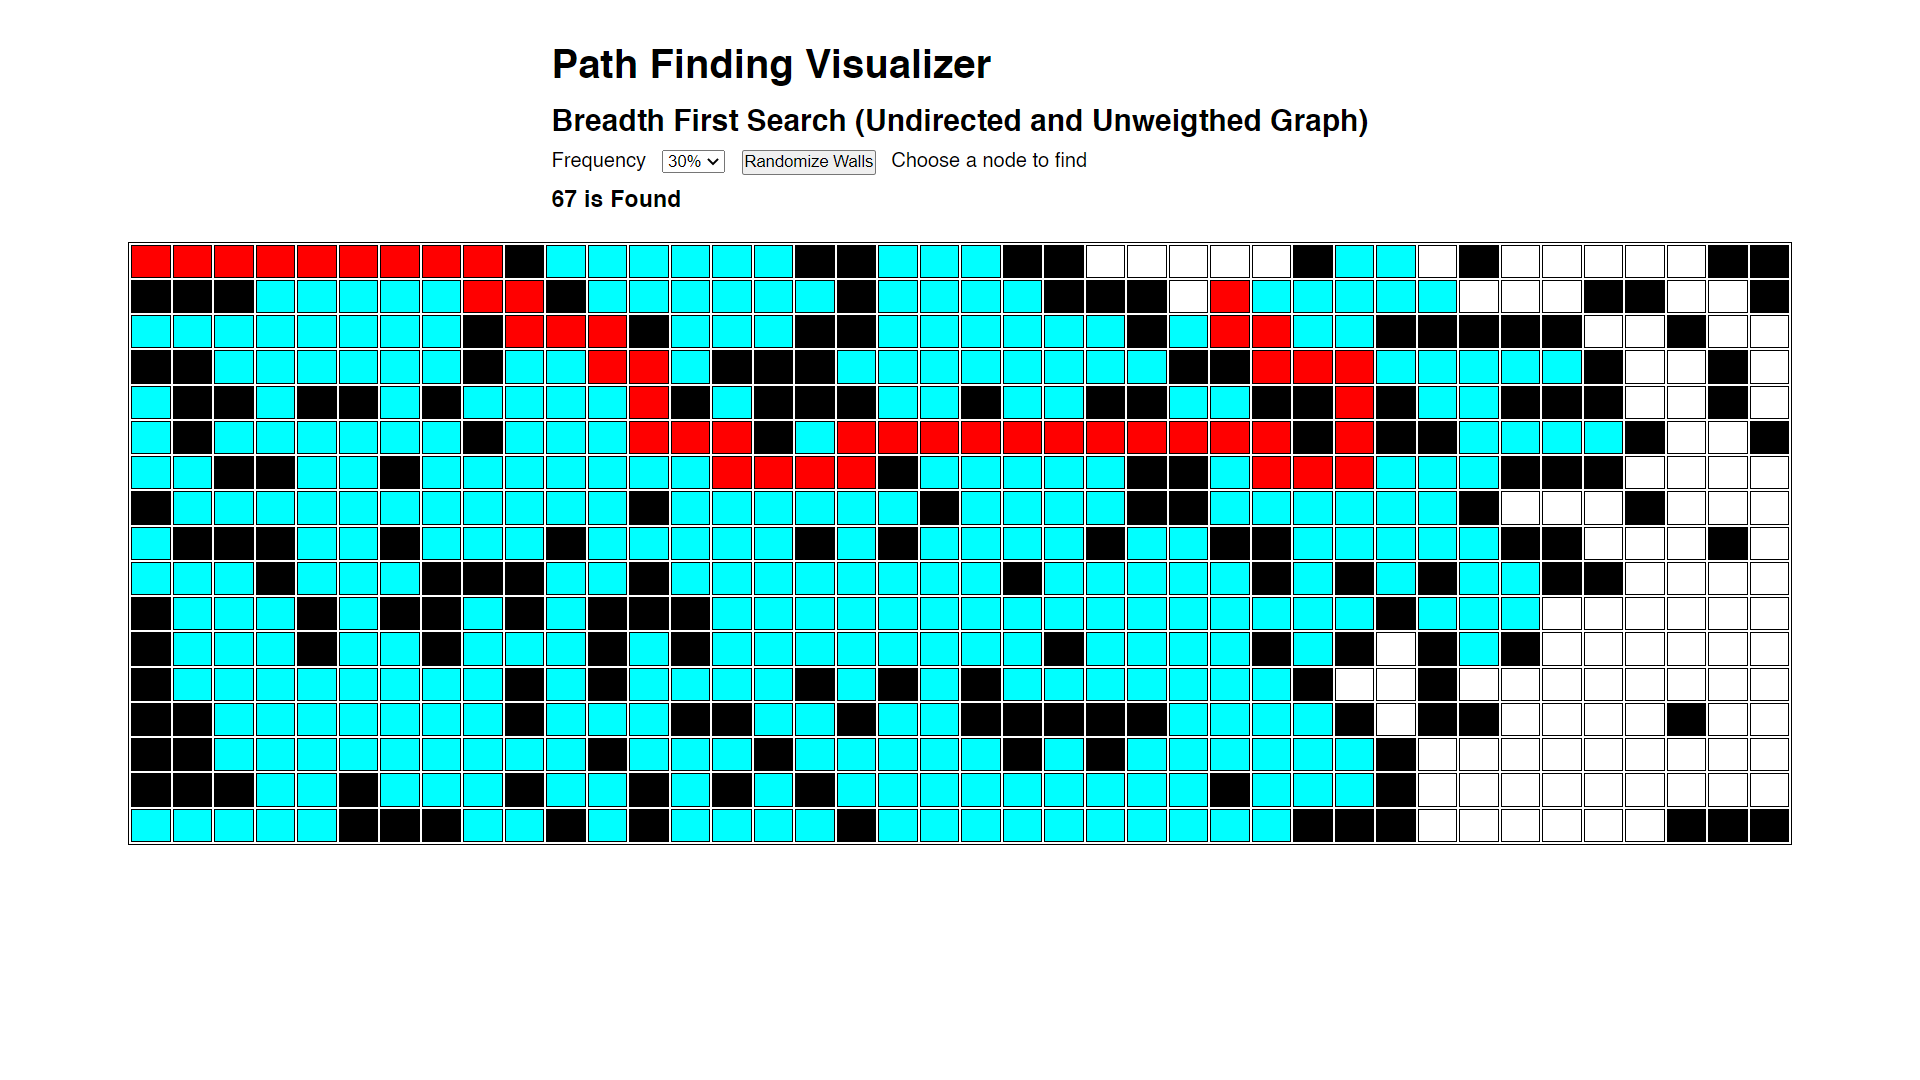 Path Finding Visualizer
Breadth First Search (Undirected and Unweigthed Graph)
Frequency 30% Randomize Walls Choose a node to find
67 is Found